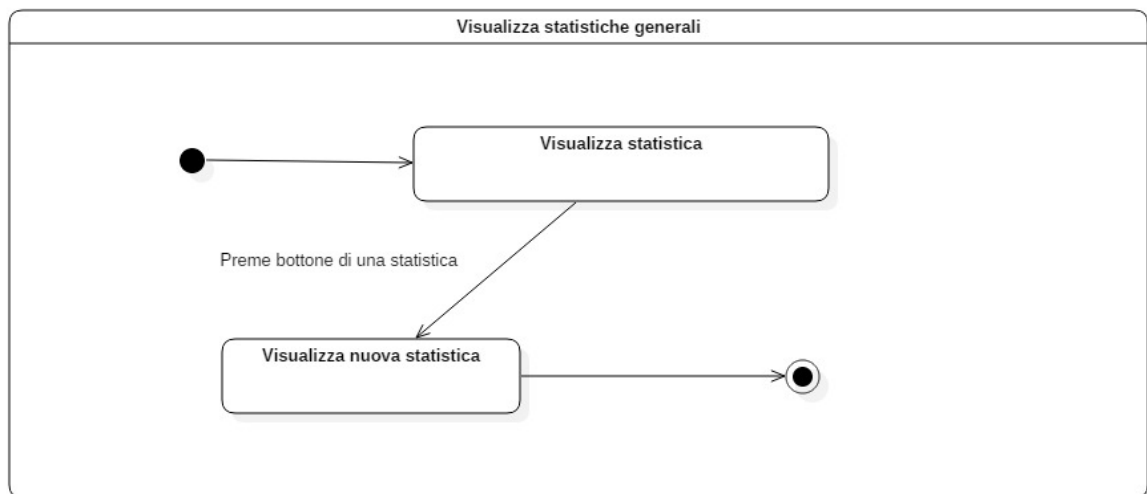 Visualizza statistiche generali
Visualizza statistica
Preme bottone di una statistica
Visualizza nuova statistica